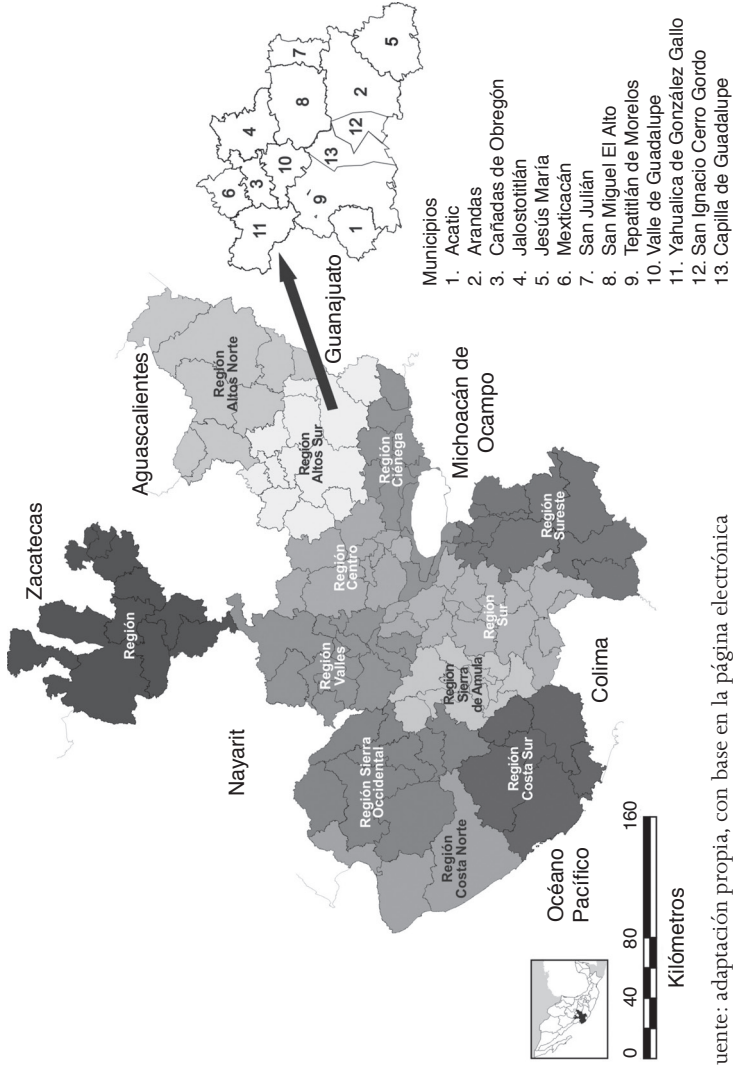 Zacatecas
Aguascalientes
Nayarit
Guanajuato
Michoacán de
Ocampo
Colima
Océano
Pacífico
Región
Región
Altos Norte
Región
Altos Sur
Región
Ciénega
Región
Centro
Región
Valles
Región Sierra
Occidental
Región
Costa Norte
Región
Sierra
de Amula
Región
Sur
Región
Sureste
Región
Costa Sur
0 40 80 160
Kilómetros
6
4
11
3
10
8
7
9
13
12
2
5
1
Municipios
1. Acatic
2. Arandas
3. Cañadas de Obregón
4. Jalostotitlán
5. Jesús María
6. Mexticacán
7. San Julián
8. San Miguel El Alto
9. Tepatitlán de Morelos
10. Valle de Guadalupe
11. Yahualica de González Gallo
12. San Ignacio Cerro Gordo
13. Capilla de Guadalupe
uente: adaptación propia, con base en la página electrónica